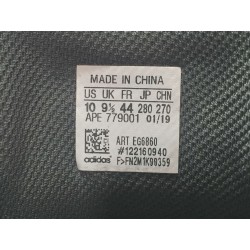 MADE IN CHINA
US UK FR JP CHN
10 9½ 44 280 270
APE 779001 01/19
ART EG6860
#122160940
adidas F>FN2M1K98359